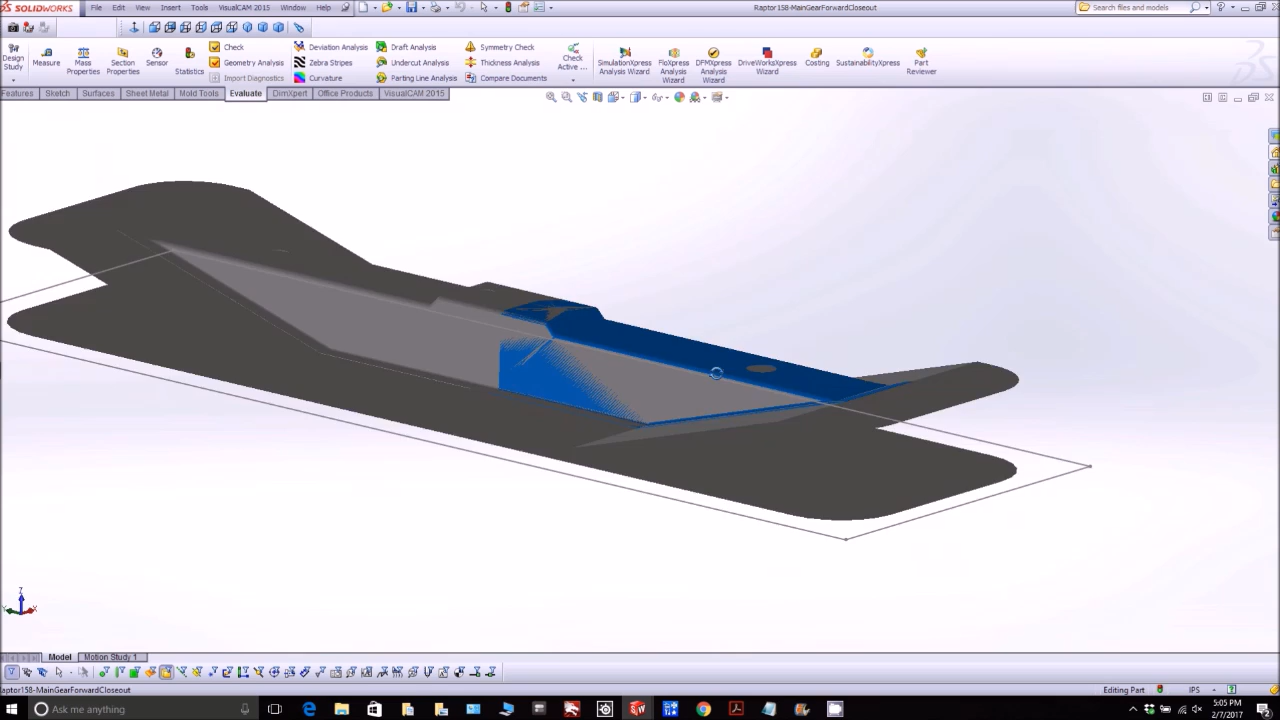 SOLIDWORKS File Edit View Insert Tools VisualCAM 2015 Window Help Raptor158-MainGearForwardCloseout Search files and models
Design Study Measure Mass Properties Section Properties Sensor Statistics
Check
Geometry Analysis
Import Diagnostics
Deviation Analysis
Zebra Stripes
Curvature
Draft Analysis
Undercut Analysis
Parting Line Analysis
Symmetry Check
Thickness Analysis
Compare Documents
Check Active ...
SimulationXpress Analysis Wizard
FloXpress Analysis Wizard
DFMXpress Analysis Wizard
DriveWorksXpress Wizard
Costing
SustainabilityXpress
Part Reviewer
Features Sketch Surfaces Sheet Metal Mold Tools Evaluate DimXpert Office Products VisualCAM 2015
Z
Y X
Model Motion Study 1
Raptor158-MainGearForwardCloseout Editing Part IPS
Ask me anything 5:05 PM
2/7/2017